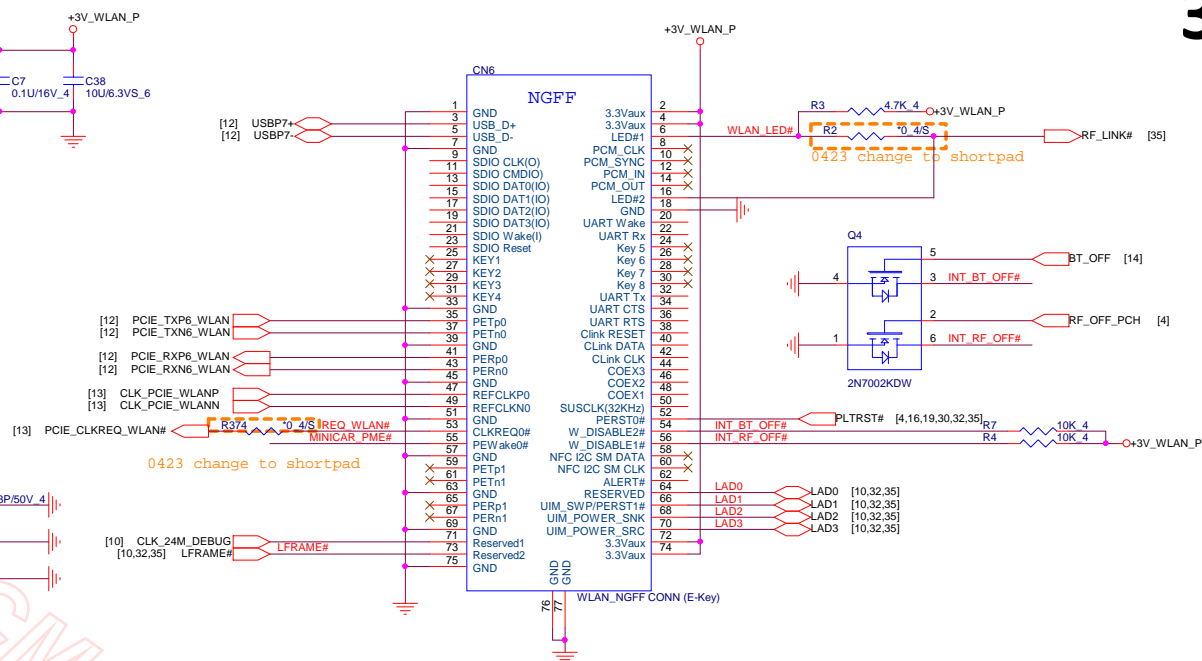 3
+3V_WLAN_P
C7
0.1U/16V_4
C38
10U/6.3VS_6
+3V_WLAN_P
CN6
NGFF
1 GND 3.3Vaux 2
3 USB_D+ 3.3Vaux 4
5 USB_D- LED#1 6
7 GND PCM_CLK 8
9 SDIO CLK(O) PCM_SYNC 10
11 SDIO CMDIO) PCM_IN 12
13 SDIO DAT0(IO) PCM_OUT 14
15 SDIO DAT1(IO) LED#2 16
17 SDIO DAT2(IO) GND 18
19 SDIO DAT3(IO) UART Wake 20
21 SDIO Wake(I) UART Rx 22
23 SDIO Reset Key 5 24
25 KEY1 Key 6 26
27 KEY2 Key 7 28
29 KEY3 Key 8 30
31 KEY4 UART Tx 32
33 GND UART CTS 34
35 PETp0 UART RTS 36
37 PETn0 Clink RESET 38
39 GND CLink DATA 40
41 PERp0 CLink CLK 42
43 PERn0 COEX3 44
45 GND COEX2 46
47 REFCLKP0 COEX1 48
49 REFCLKN0 SUSCLK(32KHz) 50
51 GND PERST0# 52
53 CLKREQ0# W_DISABLE2# 54
55 PEWake0# W_DISABLE1# 56
57 GND NFC I2C SM DATA 58
59 PETp1 NFC I2C SM CLK 60
61 PETn1 ALERT# 62
63 GND RESERVED 64
65 PERp1 UIM_SWP/PERST1# 66
67 PERn1 UIM_POWER_SNK 68
69 GND UIM_POWER_SRC 70
71 Reserved1 3.3Vaux 72
73 Reserved2 3.3Vaux 74
75 GND
GND GND
76 77
WLAN_NGFF CONN (E-Key)
[12] USBP7+
[12] USBP7-
[12] PCIE_TXP6_WLAN
[12] PCIE_TXN6_WLAN
[12] PCIE_RXP6_WLAN
[12] PCIE_RXN6_WLAN
[13] CLK_PCIE_WLANP
[13] CLK_PCIE_WLANN
[13] PCIE_CLKREQ_WLAN# R374 *0_4/S REQ_WLAN#
MINICAR_PME#
0423 change to shortpad
[10] CLK_24M_DEBUG
[10,32,35] LFRAME# LFRAME#
P/50V_4
R3 4.7K_4 +3V_WLAN_P
WLAN_LED# R2 *0_4/S RF_LINK# [35]
0423 change to shortpad
Q4
5 BT_OFF [14]
4 3 INT_BT_OFF#
2 RF_OFF_PCH [4]
1 6 INT_RF_OFF#
2N7002KDW
PLTRST# [4,16,19,30,32,35]
INT_BT_OFF# R7 10K_4
INT_RF_OFF# R4 10K_4 +3V_WLAN_P
LAD0 LAD0 [10,32,35]
LAD1 LAD1 [10,32,35]
LAD2 LAD2 [10,32,35]
LAD3 LAD3 [10,32,35]